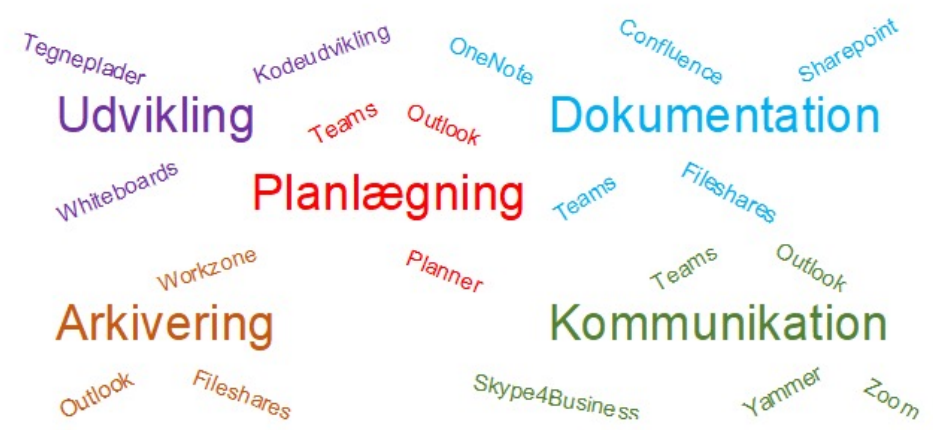 Tegneplader
Kodeudvikling
OneNote
Confluence
Sharepoint
Udvikling
Teams
Outlook
Dokumentation
Whiteboards
Planlægning
Teams
Fileshares
Workzone
Planner
Teams
Outlook
Arkivering
Kommunikation
Outlook
Fileshares
Skype4Business
Yammer
Zoom